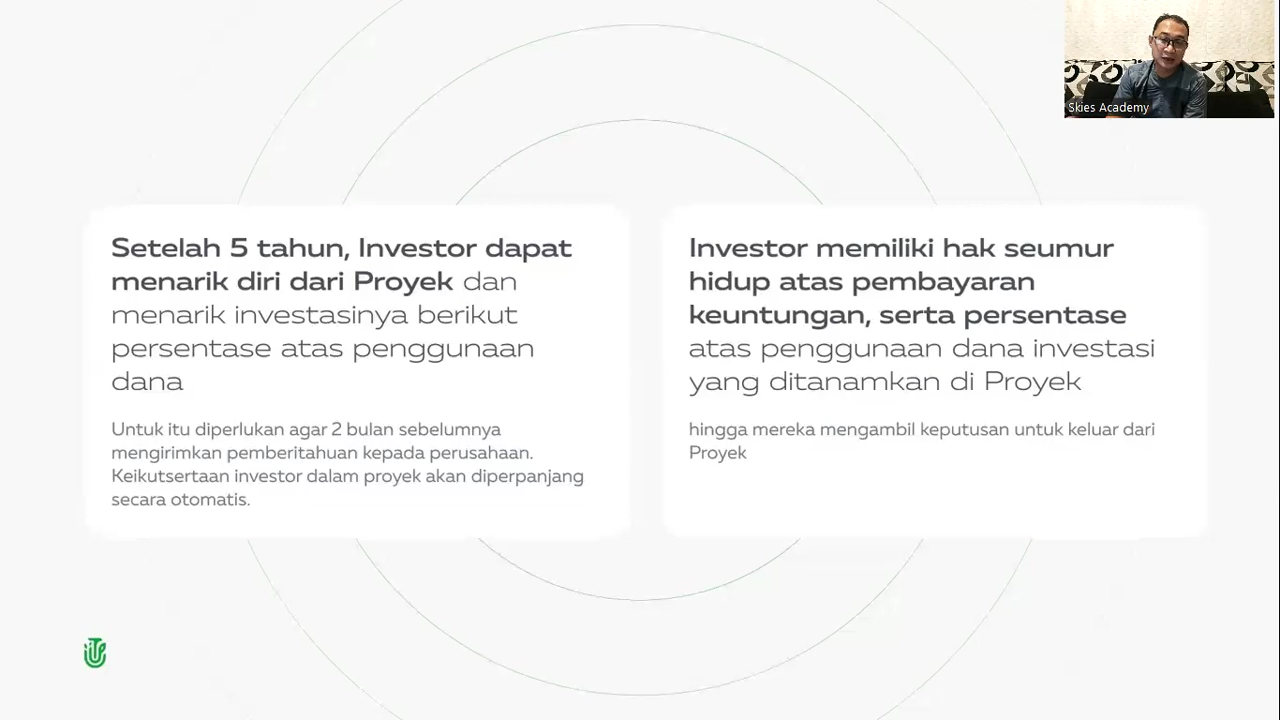 Skies Academy
Setelah 5 tahun, Investor dapat
menarik diri dari Proyek dan
menarik investasinya berikut
persentase atas penggunaan
dana
Untuk itu diperlukan agar 2 bulan sebelumnya
mengirimkan pemberitahuan kepada perusahaan.
Keikutsertaan investor dalam proyek akan diperpanjang
secara otomatis.
Investor memiliki hak seumur
hidup atas pembayaran
keuntungan, serta persentase
atas penggunaan dana investasi
yang ditanamkan di Proyek
hingga mereka mengambil keputusan untuk keluar dari
Proyek